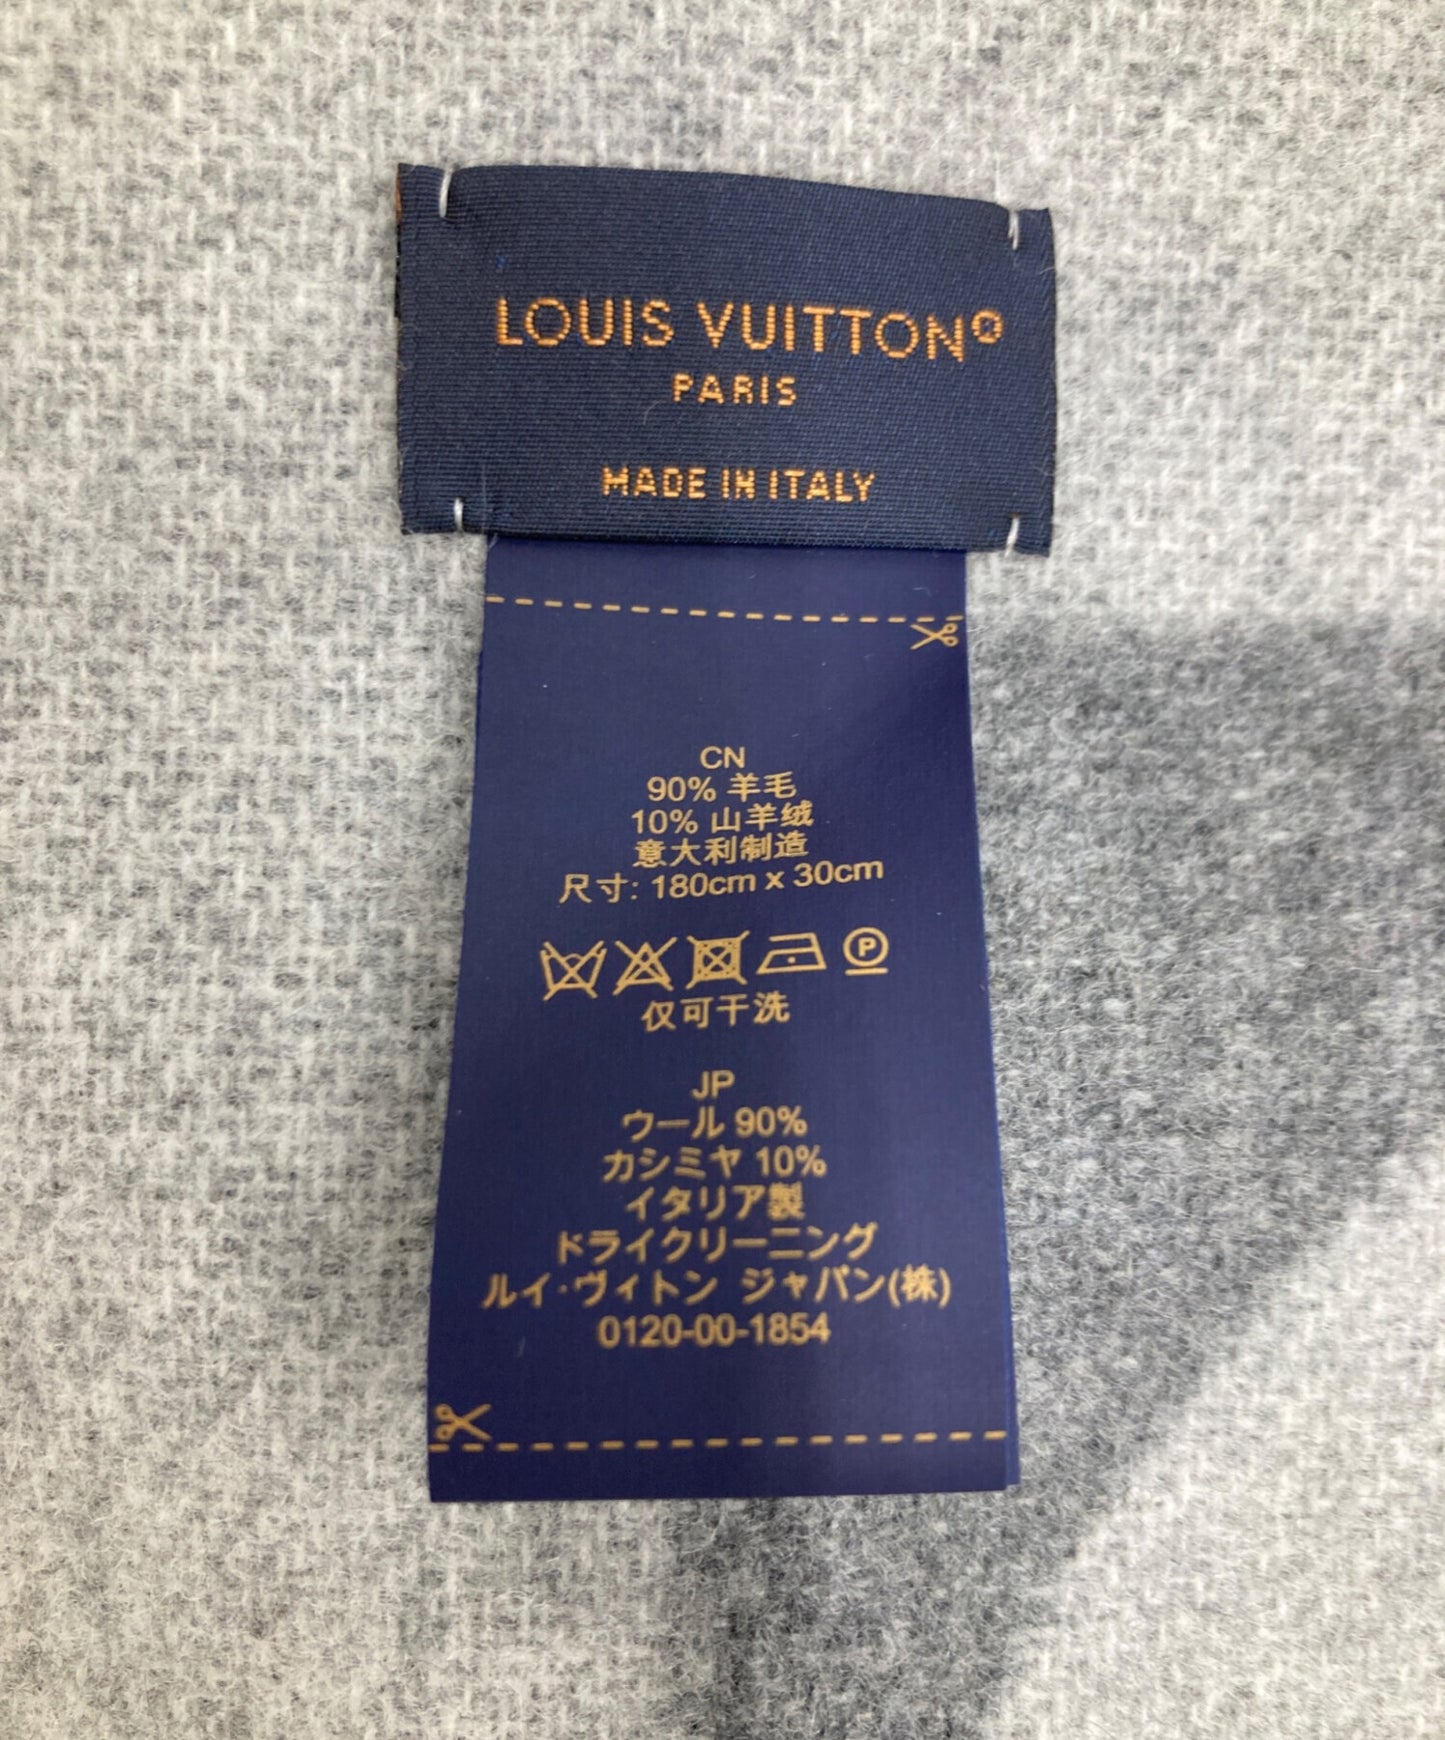 LOUIS VUITTON®
PARIS
MADE IN ITALY
CN
90% 羊毛
10% 山羊绒
意大利制造
尺寸: 180cm x 30cm
P
仅可干洗
JP
ウール 90%
カシミヤ 10%
イタリア製
ドライクリーニング
ルイ·ヴィトン ジャパン(株)
0120-00-1854